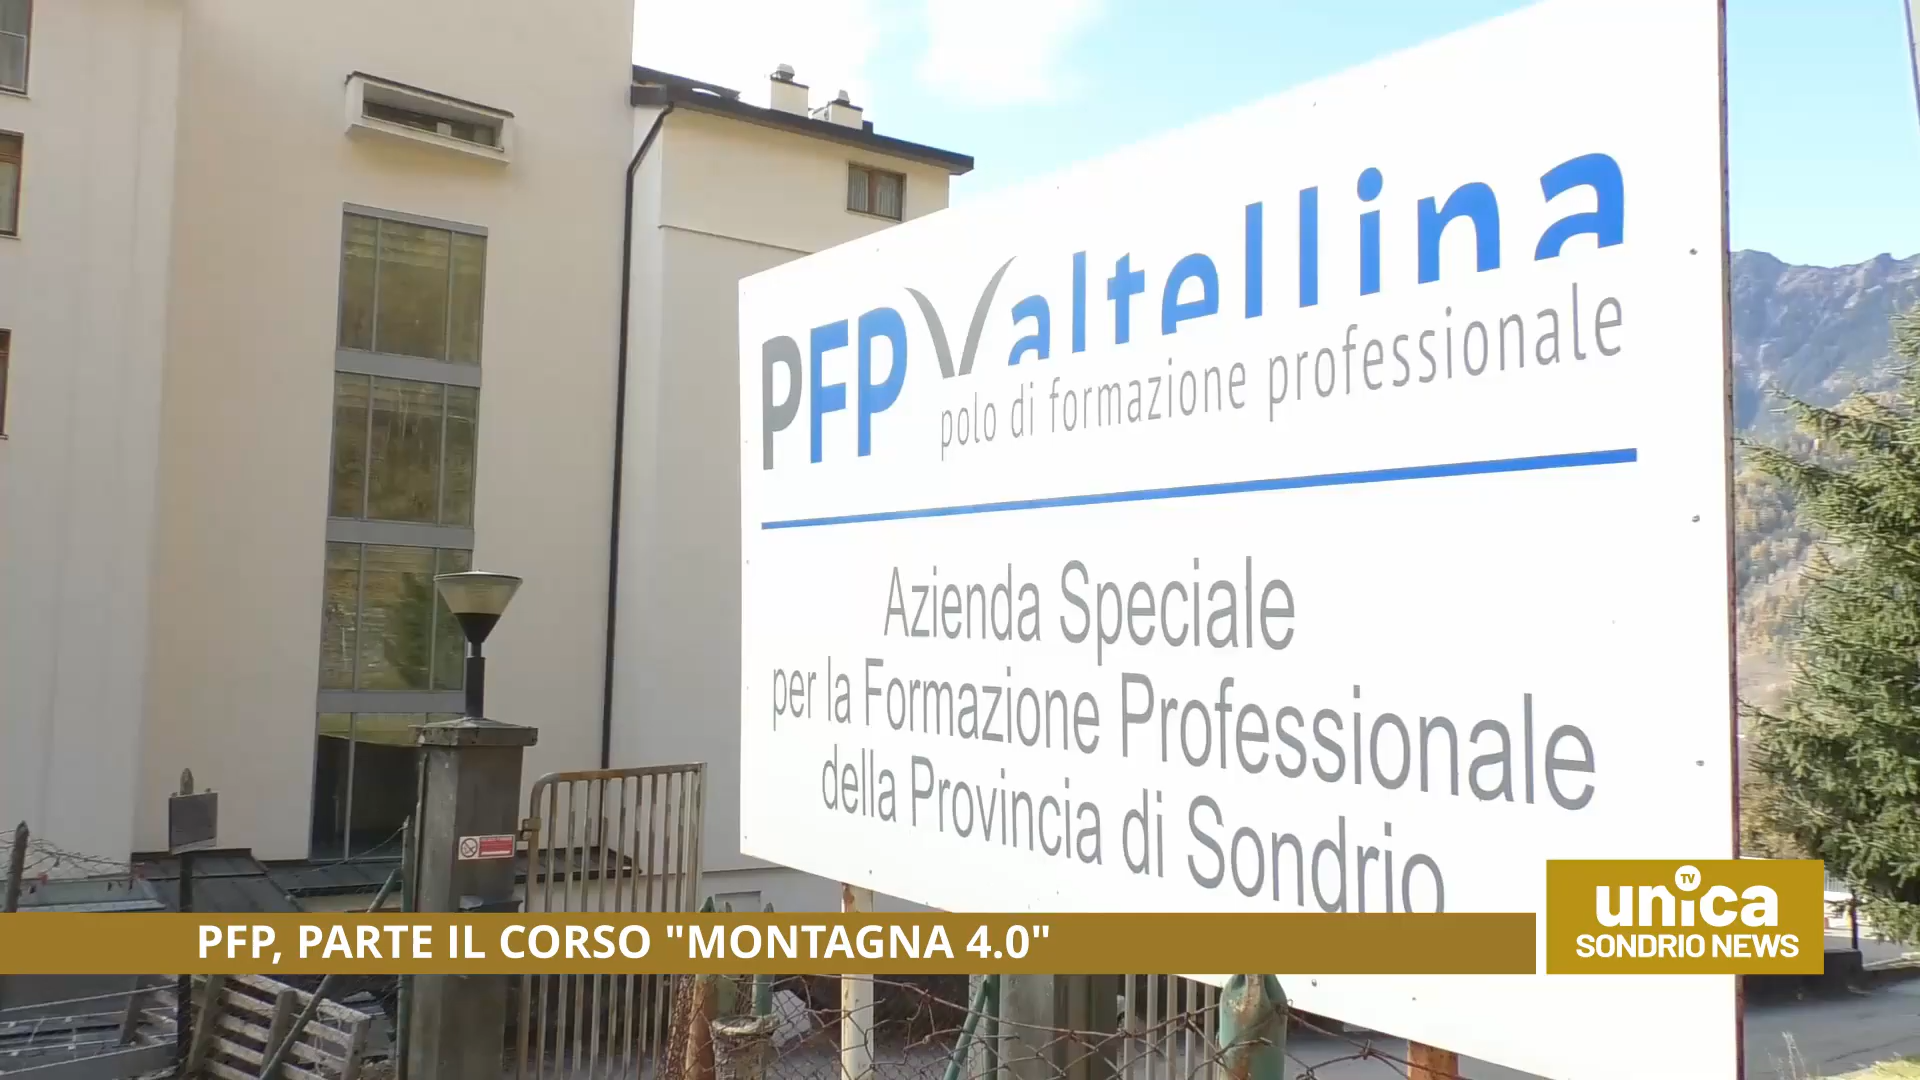 PFP Valtellina
polo di formazione professionale
Azienda Speciale
per la Formazione Professionale
della Provincia di Sondrio
PFP, PARTE IL CORSO "MONTAGNA 4.0"
unica TV
SONDRIO NEWS